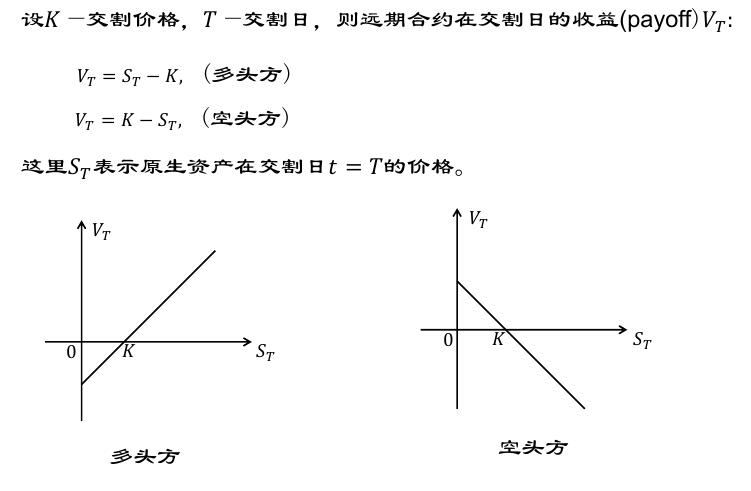 设K－交割价格，T－交割日，则远期合约在交割日的收益(payoff)V_T:
V_T = S_T − K, （多头方）
V_T = K − S_T, （空头方）
这里S_T表示原生资产在交割日t = T的价格。
V_T
0
K
S_T
多头方
V_T
0
K
S_T
空头方